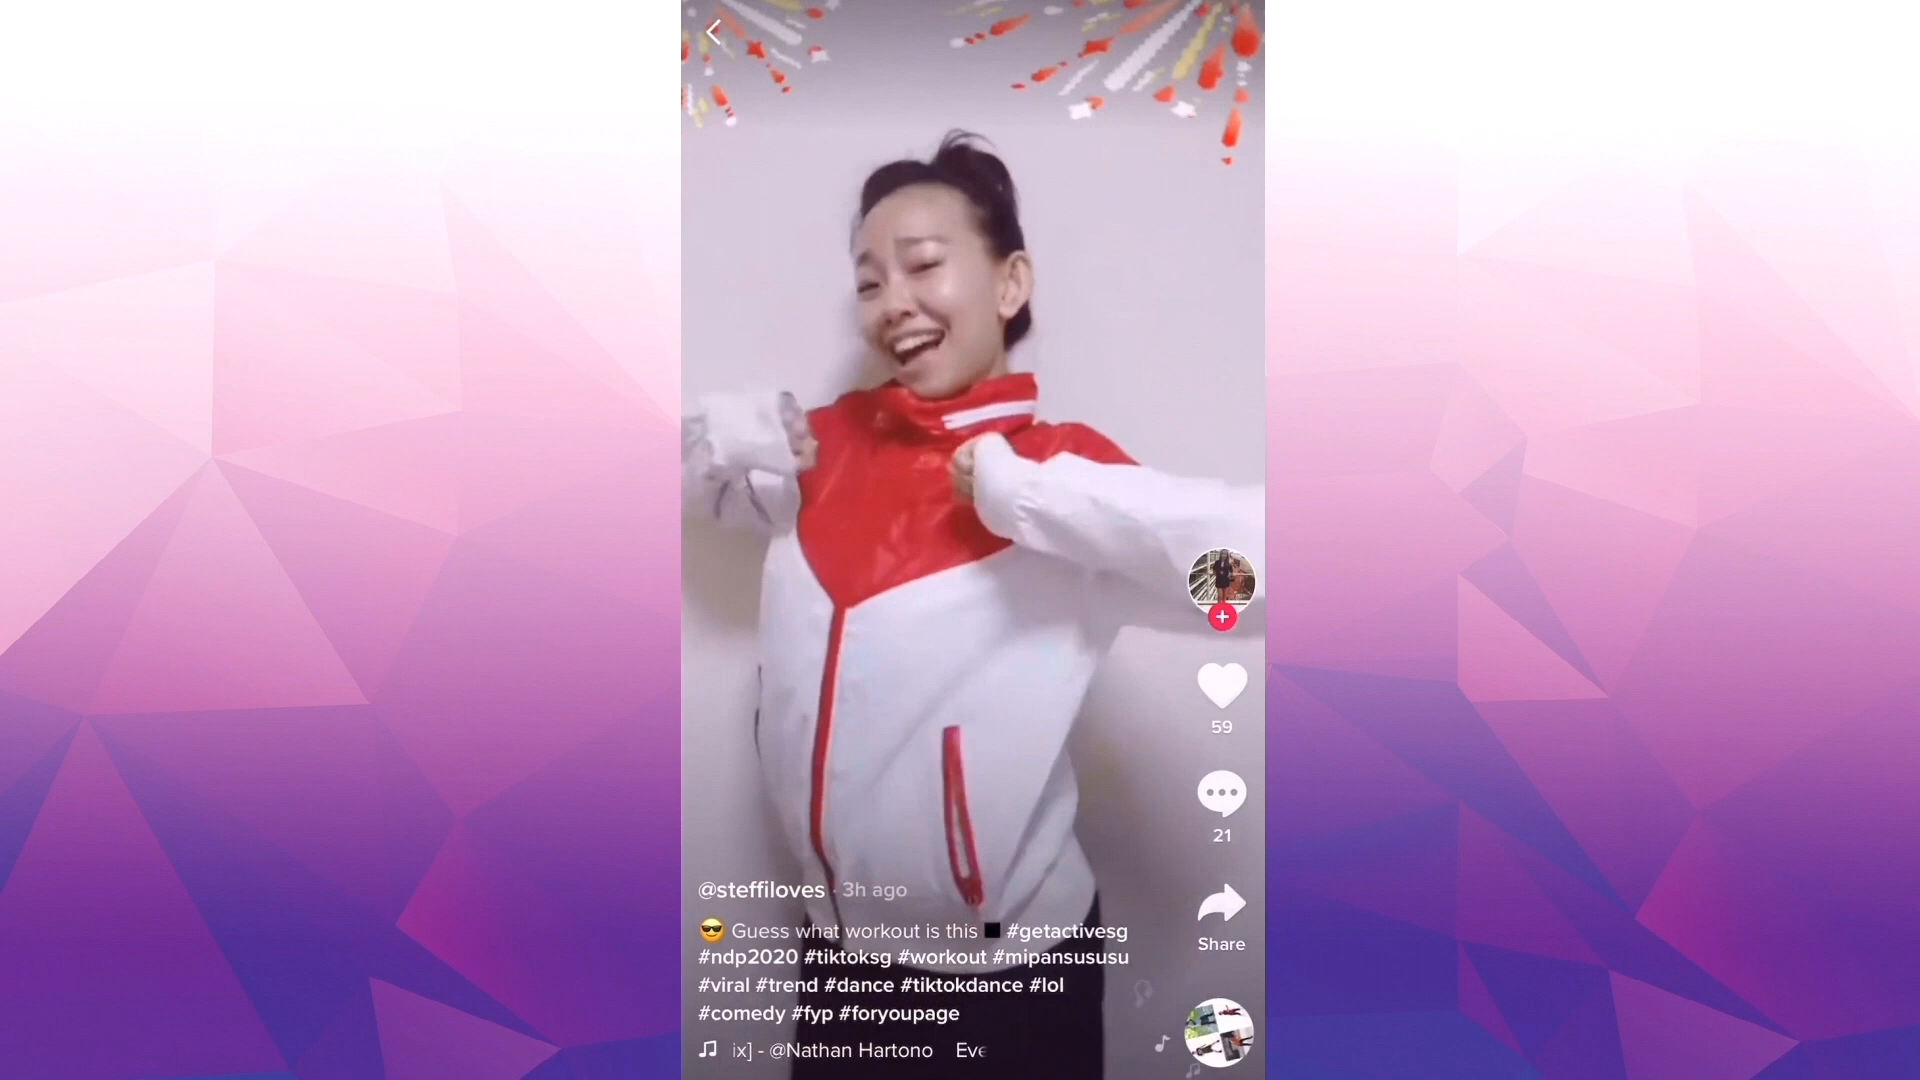 @steffiloves · 3h ago
😎 Guess what workout is this ■ #getactivesg
#ndp2020 #tiktoksg #workout #mipansususu
#viral #trend #dance #tiktokdance #lol
#comedy #fyp #foryoupage
ix] - @Nathan Hartono Eve
59
21
Share